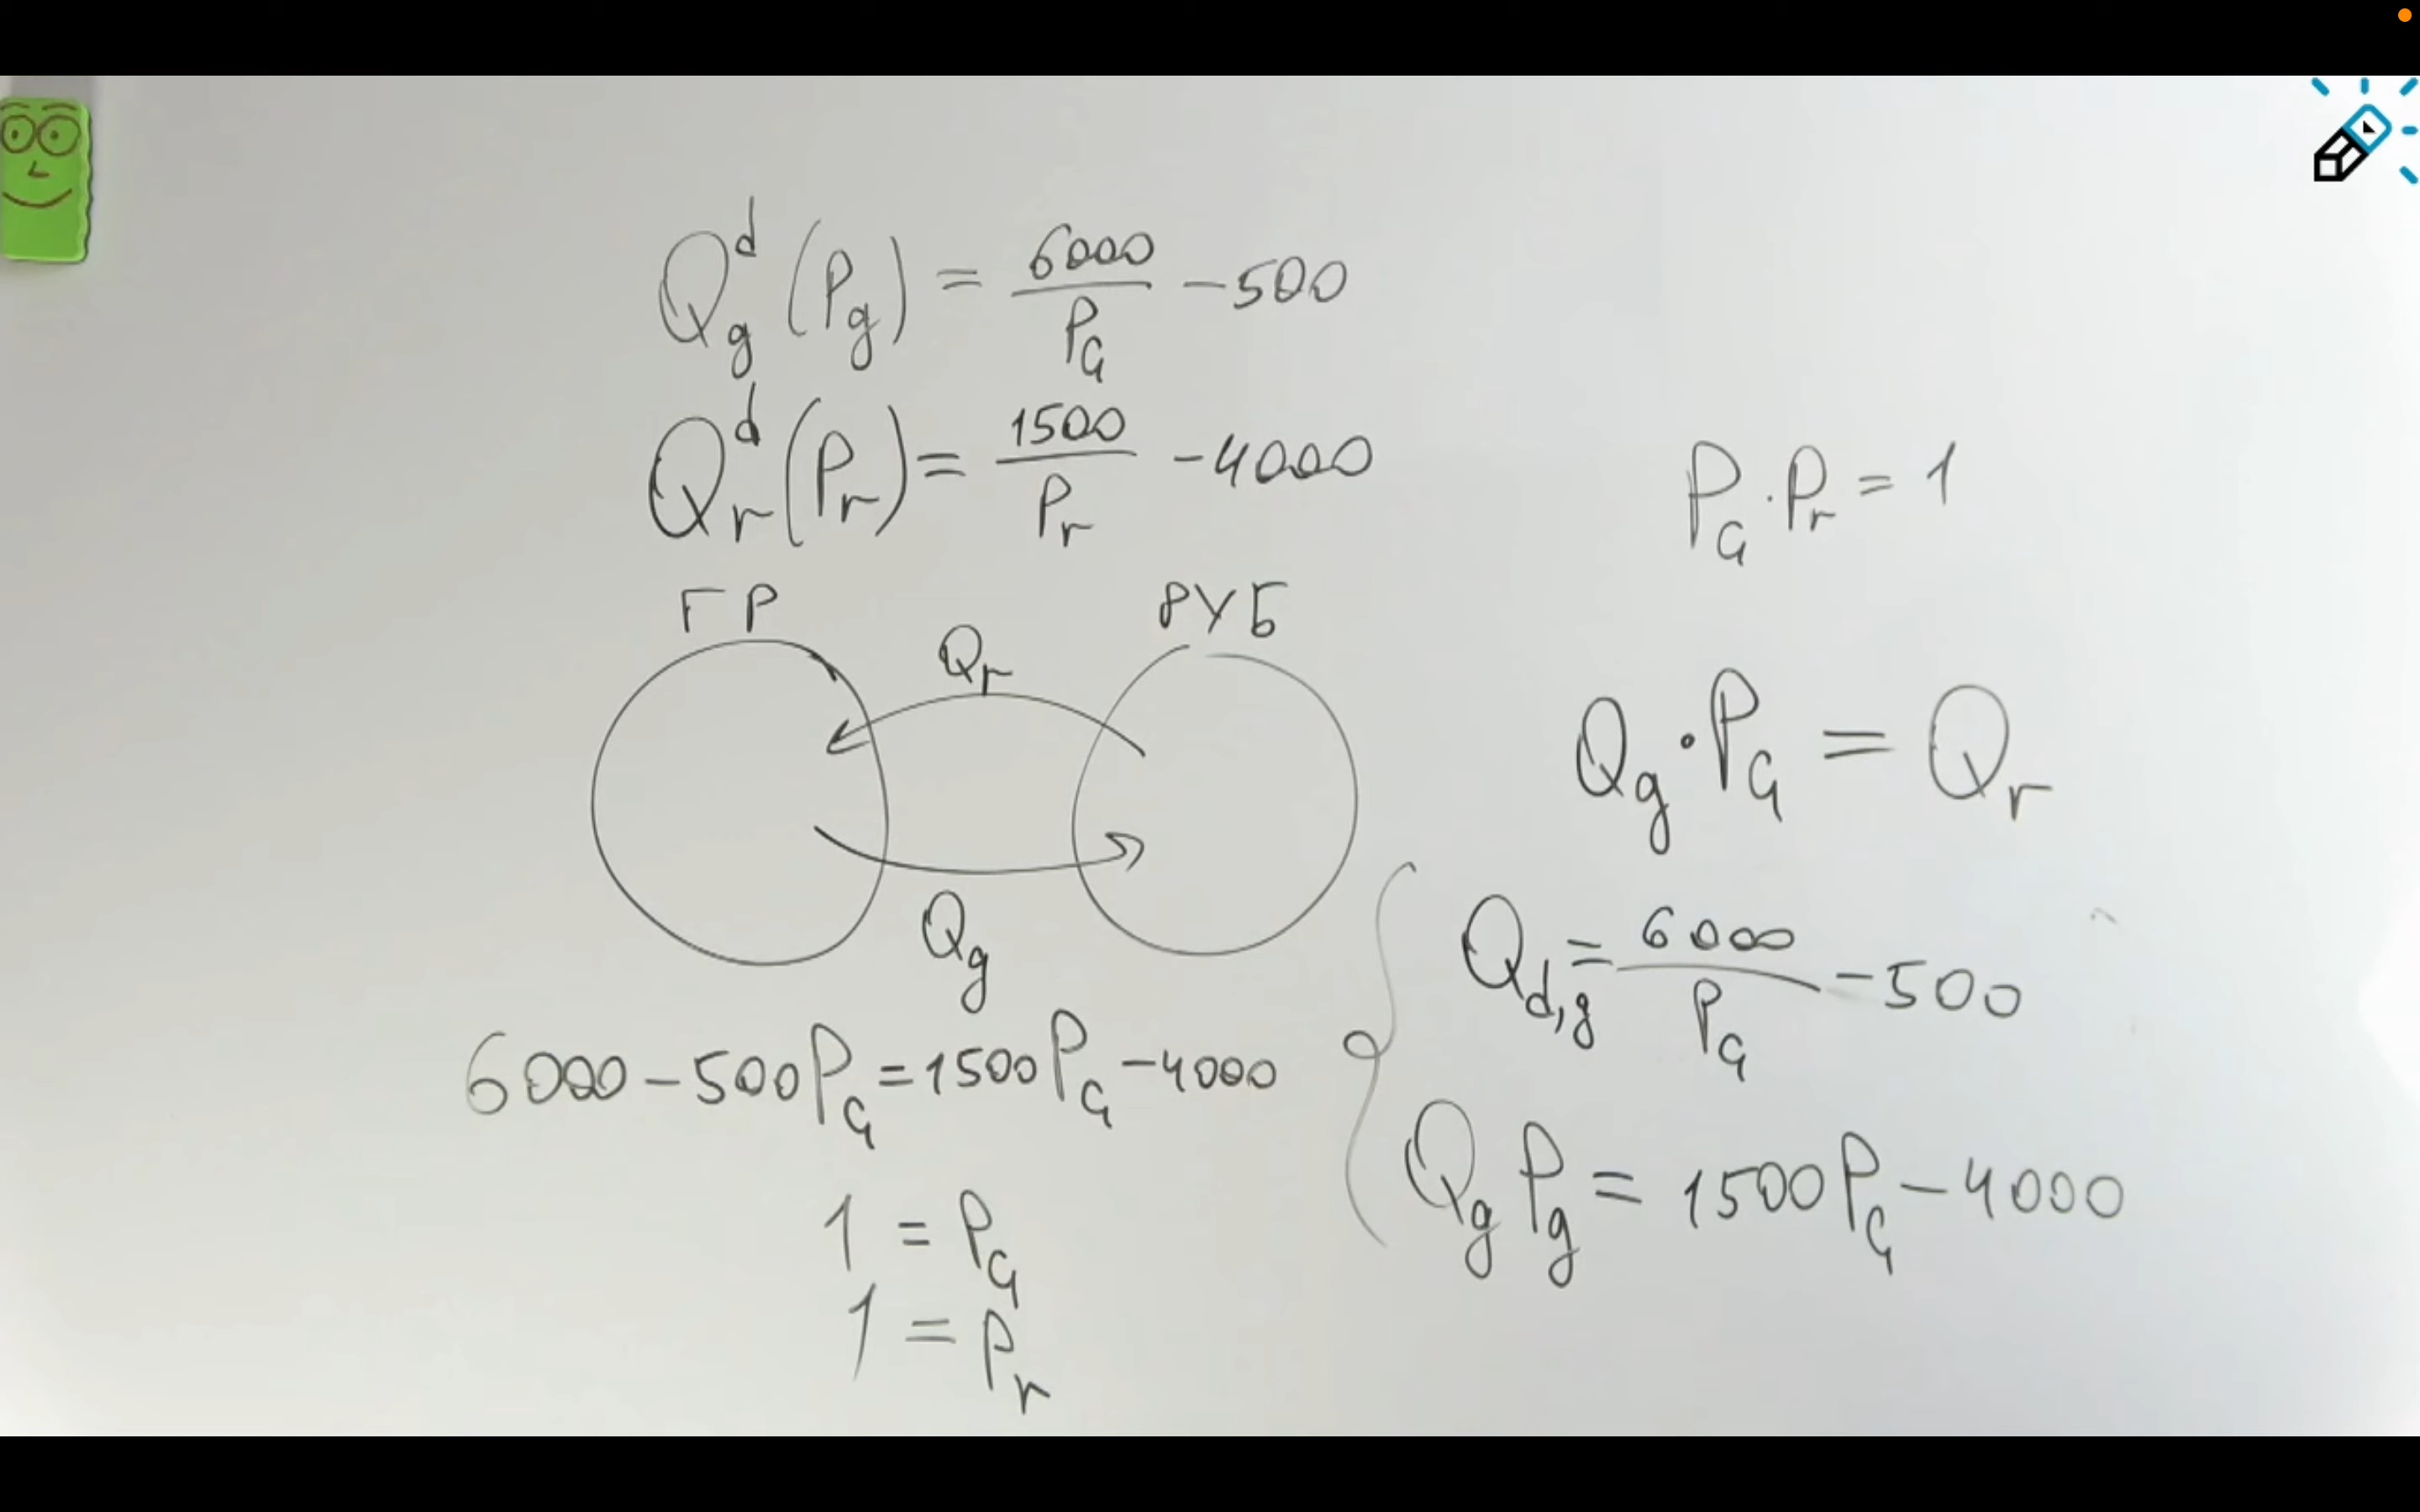 Q_g^d (P_g) = 6000/P_G - 500
Q_r^d (P_r) = 1500/P_r - 4000
P_G · P_r = 1
ГР РУБ
Q_r
Q_g
Q_g · P_G = Q_r
Q_d,g = 6000/P_G - 500
Q_g P_g = 1500P_G - 4000
6000 - 500P_G = 1500P_G - 4000
1 = P_G
1 = P_r